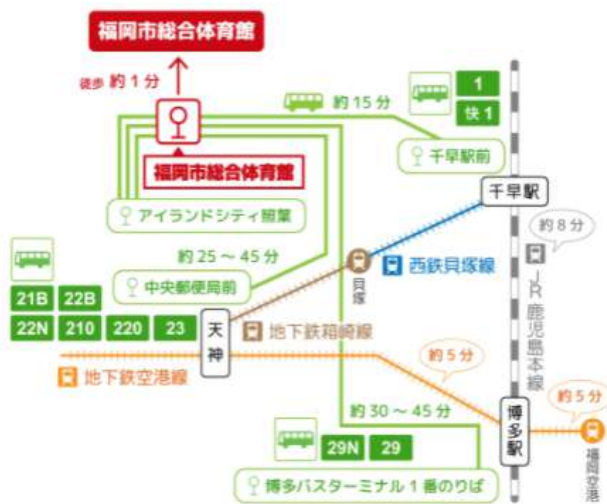 福岡市総合体育館
徒歩 約1分
約15分
1
快1
福岡市総合体育館
千早駅前
千早駅
アイランドシティ照葉
約8分
約25～45分
西鉄貝塚線
貝塚
中央郵便局前
21B 22B
22N 210 220 23
天神
地下鉄箱崎線
JR鹿児島本線
地下鉄空港線
約5分
約5分
約30～45分
博多駅
福岡空港
29N 29
博多バスターミナル1番のりば